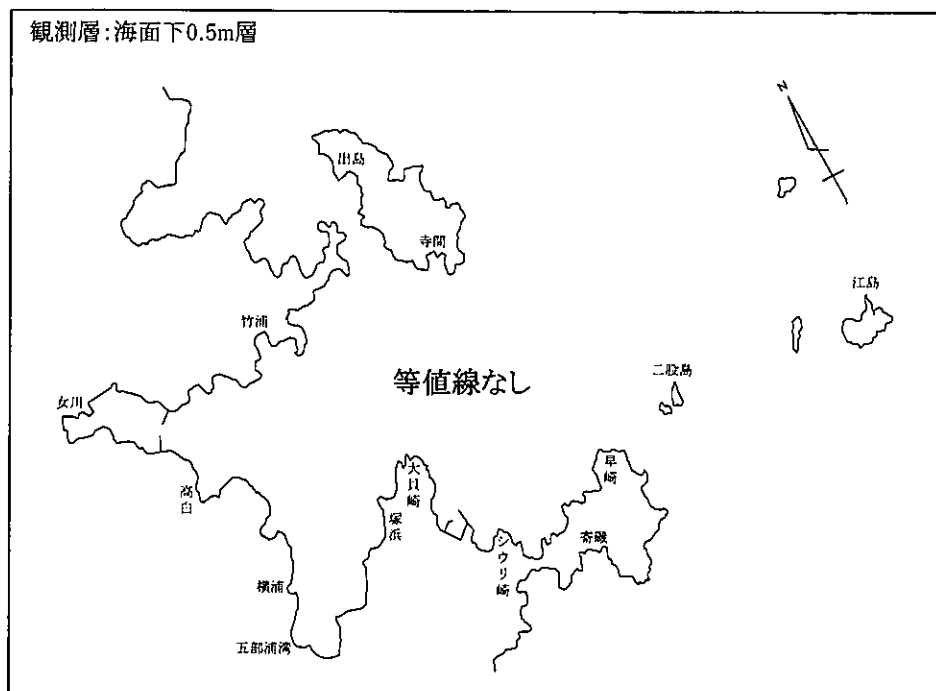 観測層:海面下0.5m層
N
出島
寺間
江島
竹浦
二股島
等値線なし
女川
大貝崎
早崎
高白
塚浜
シウリ崎
寄磯
横浦
五部浦湾